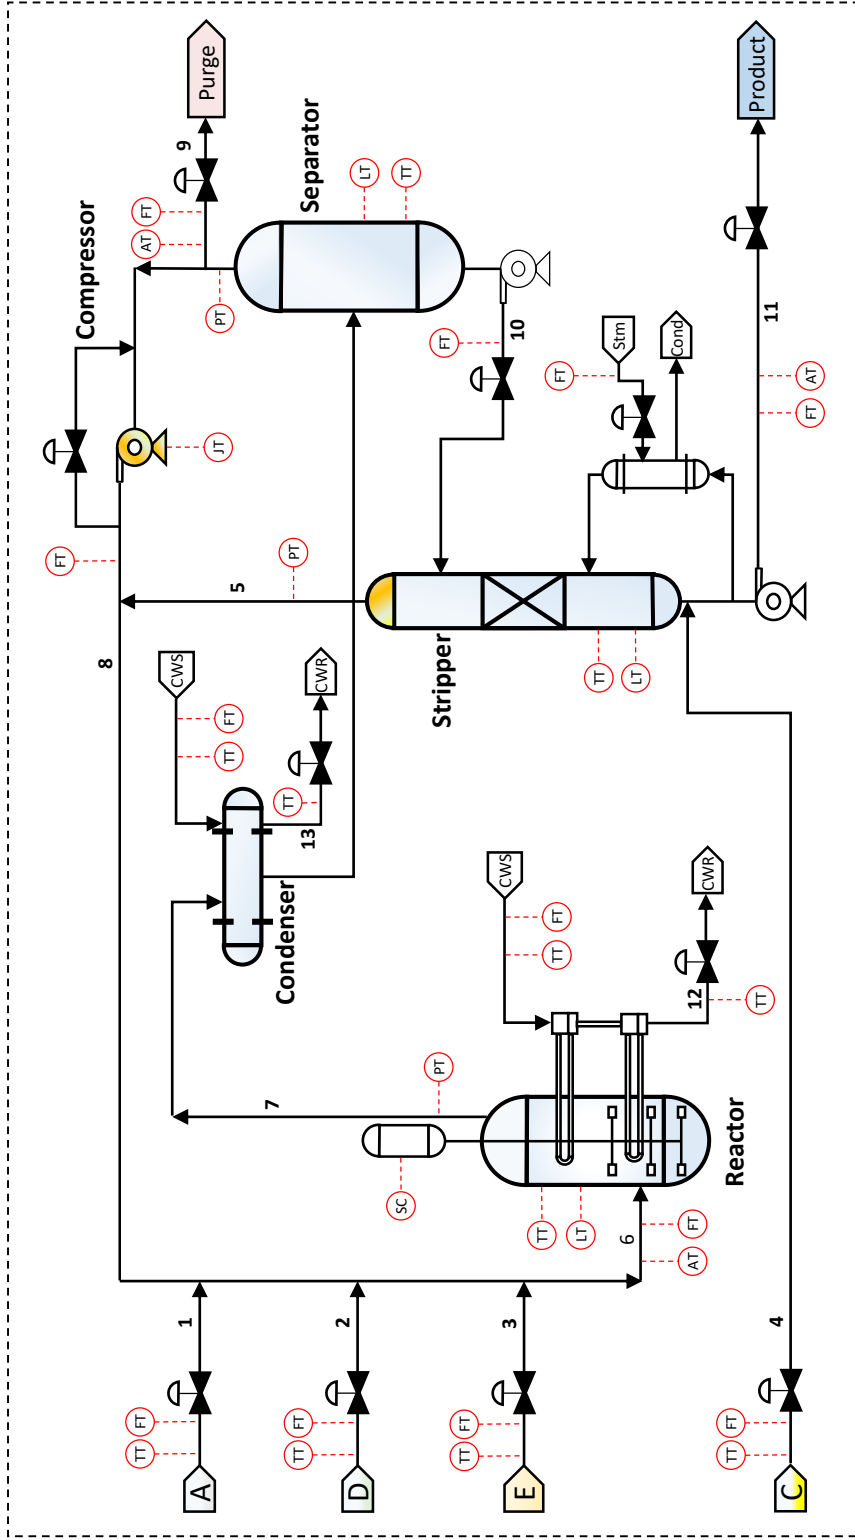 FT
Compressor
8
TT
FT
AT
FT
CWS
1
9
A
Purge
JT
PT
TT
FT
5
7
Condenser
TT
PT
TT
FT
13
Separator
CWR
2
D
LT
SC
TT
PT
Stripper
FT
TT
FT
CWS
3
10
E
TT
TT
FT
FT
LT
TT
Stm
6
LT
Cond
AT
FT
12
CWR
Reactor
TT
FT
TT
Product
11
4
C
FT
AT